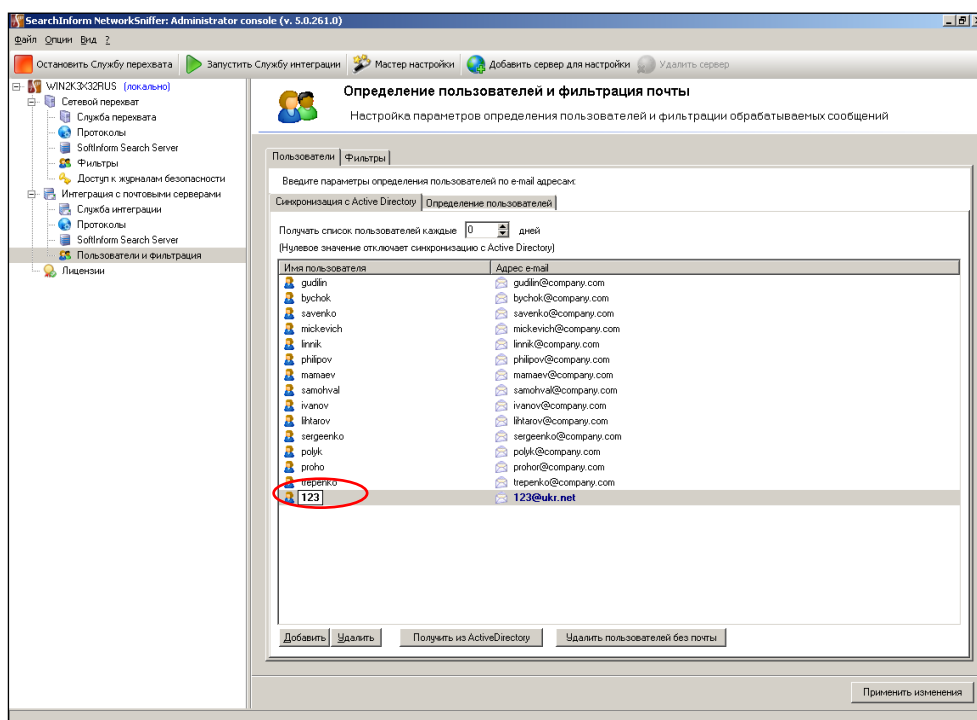 SearchInform NetworkSniffer: Administrator console (v. 5.0.261.0)
Файл Опции Вид ?
Остановить Службу перехвата Запустить Службу интеграции Мастер настройки Добавить сервер для настройки Удалить сервер
WIN2K3X32RUS (локально)
Сетевой перехват
Служба перехвата
Протоколы
SoftInform Search Server
Фильтры
Доступ к журналам безопасности
Интеграция с почтовыми серверами
Служба интеграции
Протоколы
SoftInform Search Server
Пользователи и фильтрация
Лицензии
Определение пользователей и фильтрация почты
Настройка параметров определения пользователей и фильтрации обрабатываемых сообщений
Пользователи Фильтры
Введите параметры определения пользователей по e-mail адресам:
Синхронизация с Active Directory Определение пользователей
Получать список пользователей каждые 0 дней
(Нулевое значение отключает синхронизацию с Active Directory)
Имя пользователя Адрес e-mail
gudilin gudilin@company.com
bychok bychok@company.com
savenko savenko@company.com
mickevich mickevich@company.com
linnik linnik@company.com
philipov philipov@company.com
mamaev mamaev@company.com
samohval samohval@company.com
ivanov ivanov@company.com
lihtarov lihtarov@company.com
sergeenko sergeenko@company.com
polyk polyk@company.com
proho prohor@company.com
trepenko trepenko@company.com
123 123@ukr.net
Добавить Удалить Получить из ActiveDirectory Удалить пользователей без почты
Применить изменения